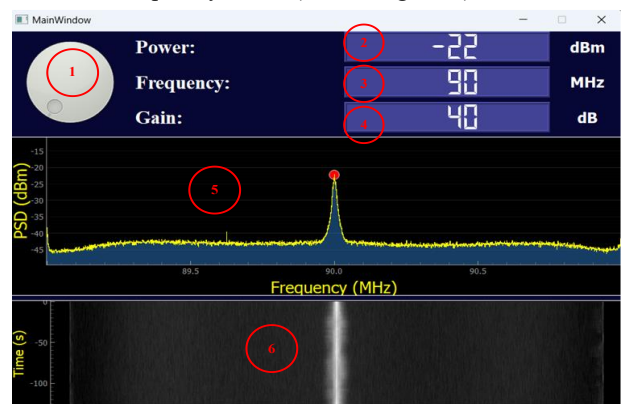 MainWindow
1
Power:
2
-22
dBm
Frequency:
3
90
MHz
Gain:
4
40
dB
PSD (dBm)
-15
-20
-25
-30
-35
-40
-45
5
89.5
90.0
90.5
Frequency (MHz)
Time (s)
0
-50
-100
6